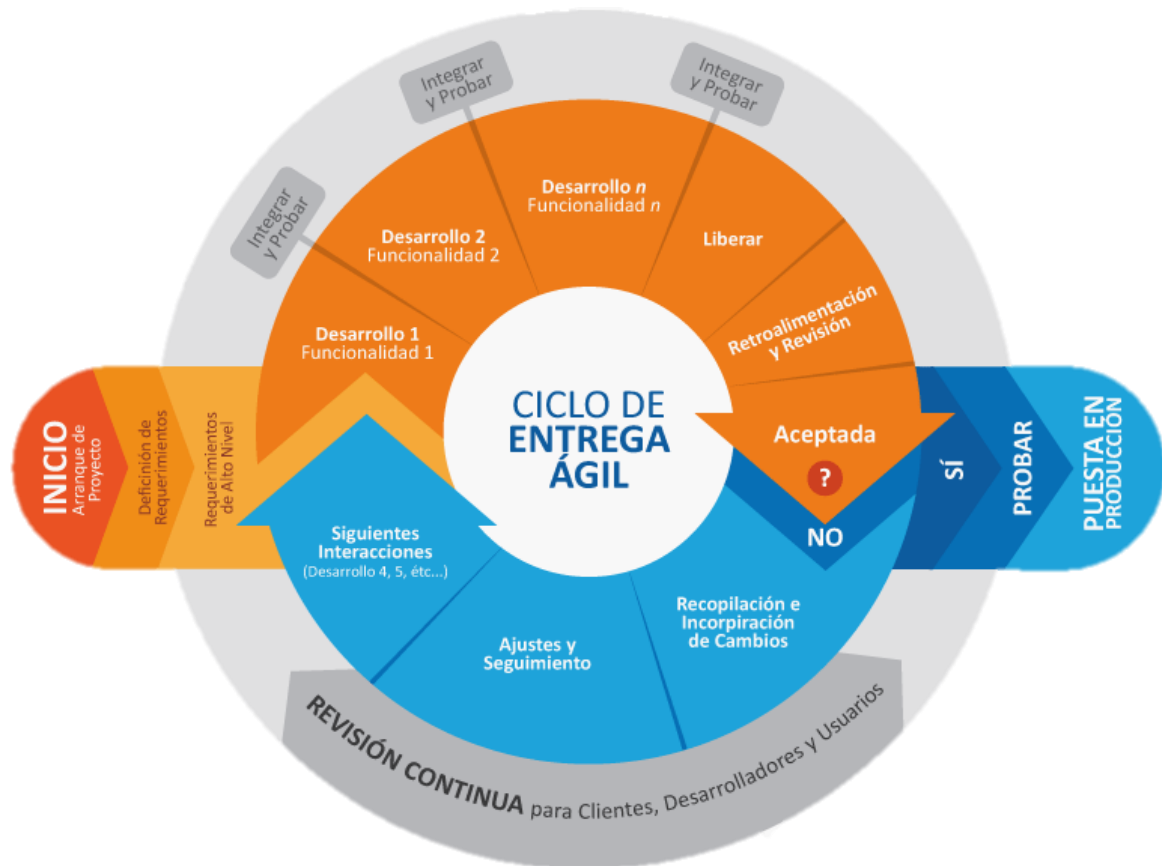 INICIO
Arranque de
Proyecto
Deficinión de
Requerimientos
Requerimientos
de Alto Nivel
Desarrollo 1
Funcionalidad 1
Integrar
y Probar
Desarrollo 2
Funcionalidad 2
Integrar
y Probar
Desarrollo n
Funcionalidad n
Integrar
y Probar
Liberar
Retroalimentación
y Revisión
Aceptada
?
NO
SÍ
PROBAR
PUESTA EN
PRODUCCIÓN
Recopilación e
Incorpiración
de Cambios
Ajustes y
Seguimiento
Siguientes
Interacciones
(Desarrollo 4, 5, étc...)
CICLO DE
ENTREGA
ÁGIL
REVISIÓN CONTINUA para Clientes, Desarrolladores y Usuarios